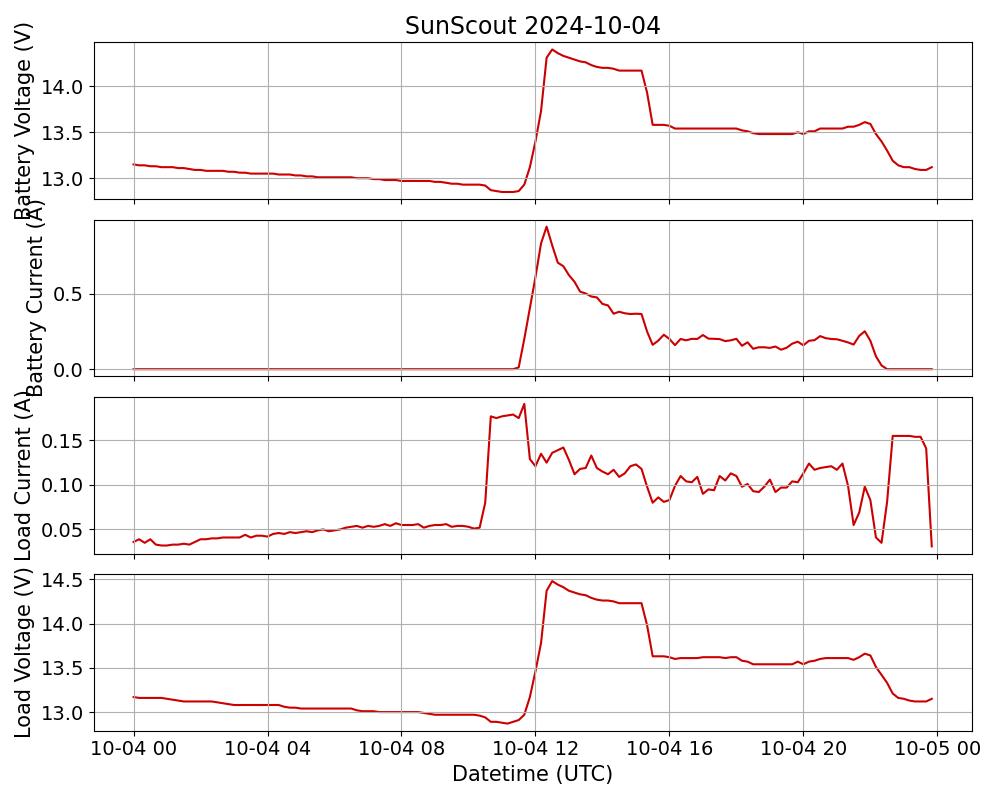 SunScout 2024-10-04
Battery Voltage (V)
14.0
13.5
13.0
Battery Current (A)
0.5
0.0
Load Current (A)
0.15
0.10
0.05
Load Voltage (V)
14.5
14.0
13.5
13.0
10-04 00 10-04 04 10-04 08 10-04 12 10-04 16 10-04 20 10-05 00
Datetime (UTC)